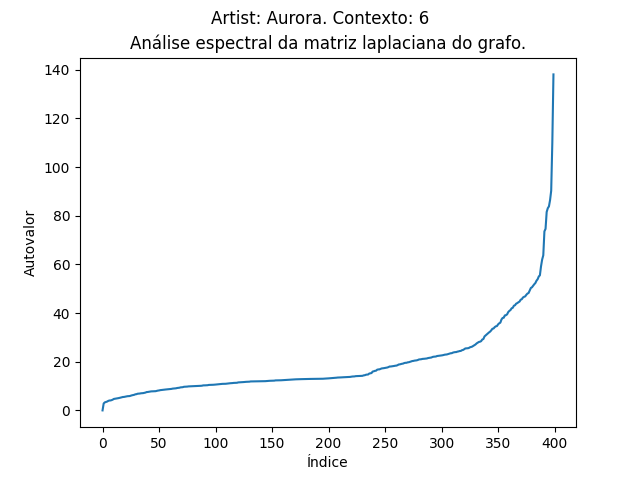 Artist: Aurora. Contexto: 6
Análise espectral da matriz laplaciana do grafo.
140
120
100
80
60
40
20
0
Autovalor
0 50 100 150 200 250 300 350 400
Índice